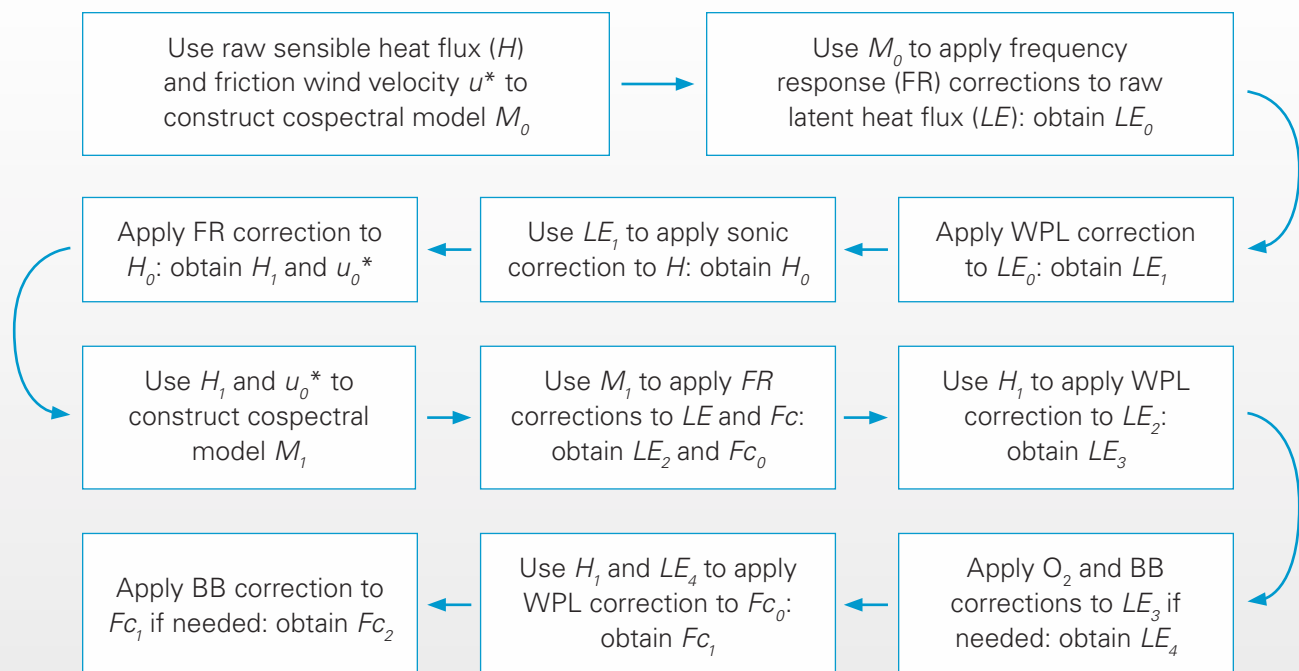 Use raw sensible heat flux (H)
and friction wind velocity u* to
construct cospectral model M₀
Use M₀ to apply frequency
response (FR) corrections to raw
latent heat flux (LE): obtain LE₀
Apply WPL correction
to LE₀: obtain LE₁
Use LE₁ to apply sonic
correction to H: obtain H₀
Apply FR correction to
H₀: obtain H₁ and u₀*
Use H₁ and u₀* to
construct cospectral
model M₁
Use M₁ to apply FR
corrections to LE and Fc:
obtain LE₂ and Fc₀
Use H₁ to apply WPL
correction to LE₂:
obtain LE₃
Apply O₂ and BB
corrections to LE₃ if
needed: obtain LE₄
Use H₁ and LE₄ to apply
WPL correction to Fc₀:
obtain Fc₁
Apply BB correction to
Fc₁ if needed: obtain Fc₂